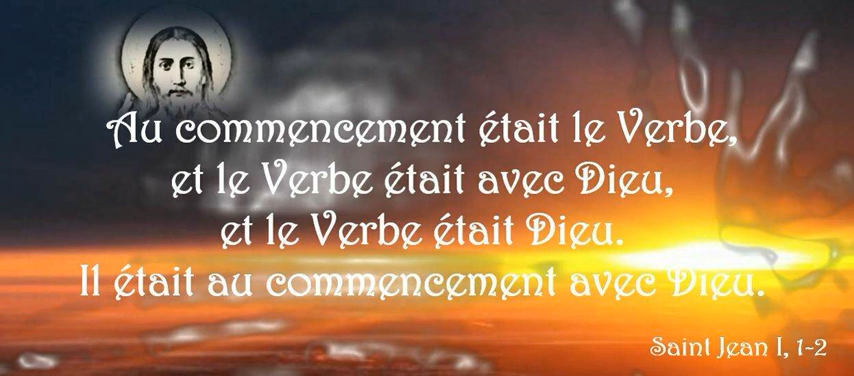 Au commencement était le Verbe,
et le Verbe était avec Dieu,
et le Verbe était Dieu.
Il était au commencement avec Dieu.
Saint Jean I, 1-2